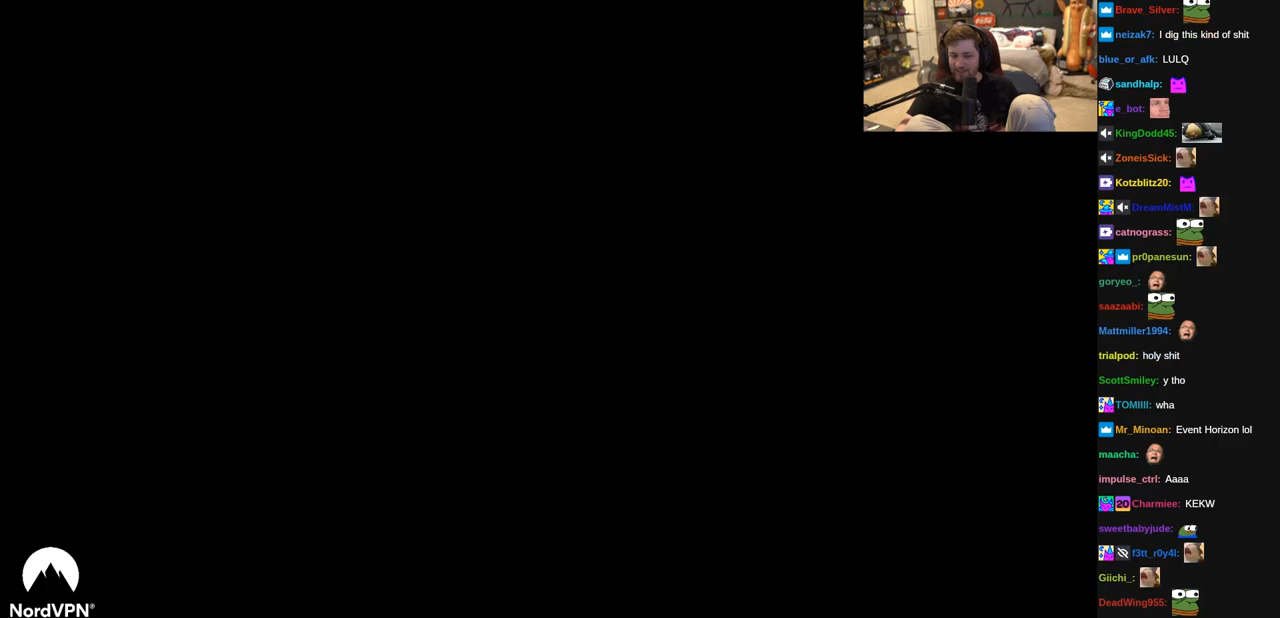 Brave_Silver:
neizak7: I dig this kind of shit
blue_or_afk: LULQ
sandhalp:
e_bot:
KingDodd45:
ZoneisSick:
Kotzblitz20:
DreamMistM:
catnograss:
pr0panesun:
goryeo_:
saazaabi:
Mattmiller1994:
trialpod: holy shit
ScottSmiley: y tho
TOMIIII: wha
Mr_Minoan: Event Horizon lol
maacha:
impulse_ctrl: Aaaa
20 Charmiee: KEKW
sweetbabyjude:
f3tt_r0y4l:
Giichi_:
DeadWing955:
NordVPN®